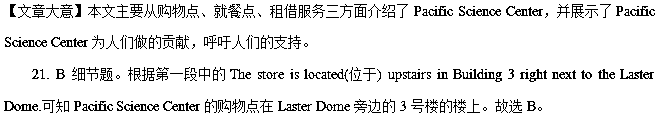 【文章大意】本文主要从购物点、就餐点、租借服务三方面介绍了 Pacific Science Center，并展示了 Pacific
Science Center 为人们做的贡献，呼吁人们的支持。
21. B 细节题。根据第一段中的 The store is located(位于) upstairs in Building 3 right next to the Laster
Dome.可知 Pacific Science Center 的购物点在 Laster Dome 旁边的 3 号楼的楼上。故选 B。